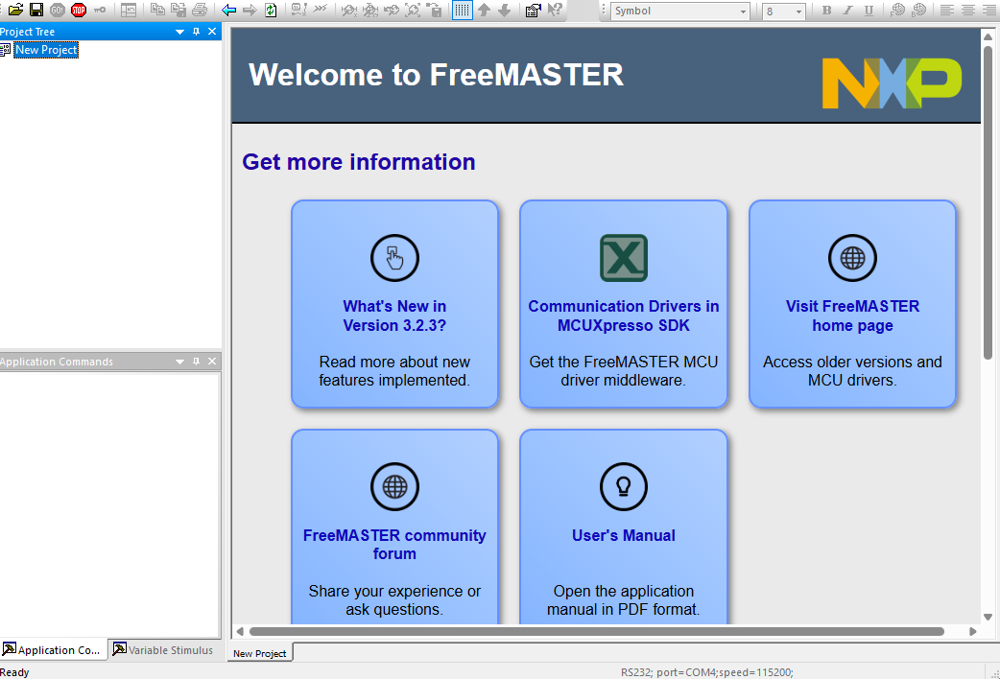 GO!
STOP
Symbol
8
B I U
Project Tree
New Project
Welcome to FreeMASTER
NXP
Get more information
What's New in
Version 3.2.3?
Read more about new
features implemented.
Communication Drivers in
MCUXpresso SDK
Get the FreeMASTER MCU
driver middleware.
Visit FreeMASTER
home page
Access older versions and
MCU drivers.
FreeMASTER community
forum
Share your experience or
ask questions.
User's Manual
Open the application
manual in PDF format.
Application Commands
Application Co...
Variable Stimulus
New Project
Ready
RS232; port=COM4;speed=115200;